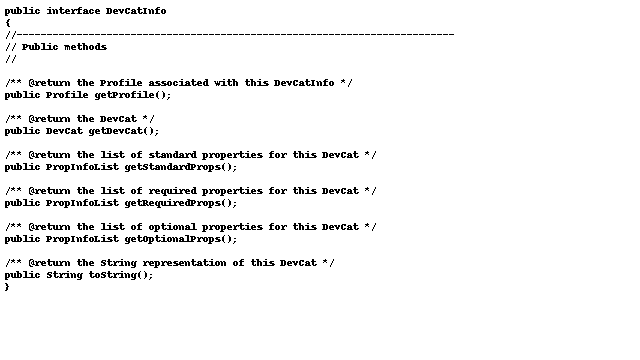 public interface DevCatInfo
{
//-------------------------------------------------------------------------
// Public methods
//
/** @return the Profile associated with this DevCatInfo */
public Profile getProfile();
/** @return the DevCat */
public DevCat getDevCat();
/** @return the list of standard properties for this DevCat */
public PropInfoList getStandardProps();
/** @return the list of required properties for this DevCat */
public PropInfoList getRequiredProps();
/** @return the list of optional properties for this DevCat */
public PropInfoList getOptionalProps();
/** @return the String representation of this DevCat */
public String toString();
}